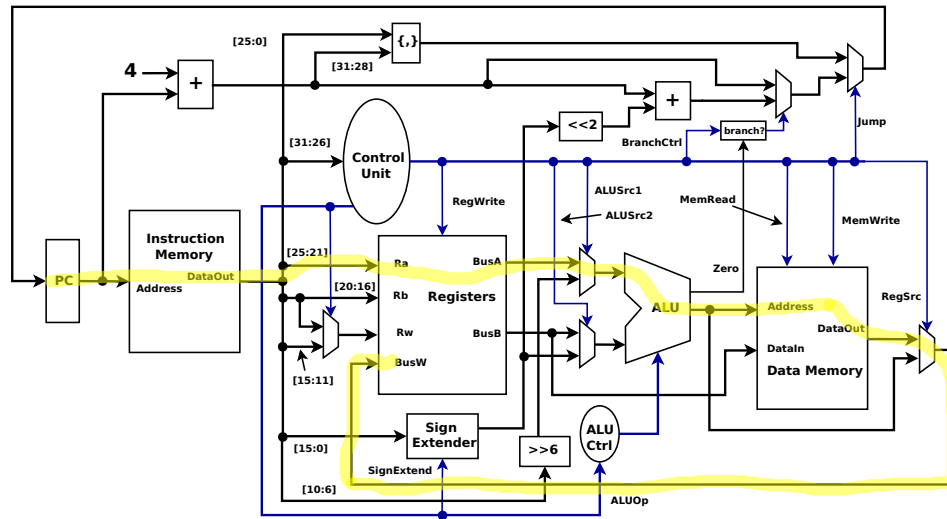 [25:0]
{,}
[31:28]
4
+
+
<<2
branch?
Jump
BranchCtrl
[31:26]
Control
Unit
RegWrite
ALUSrc1
ALUSrc2
MemRead
MemWrite
Instruction
Memory
[25:21]
PC
DataOut
Address
Ra
BusA
Zero
[20:16]
Rb
Registers
ALU
Address
RegSrc
Rw
BusB
DataOut
DataIn
[15:11]
BusW
Data Memory
Sign
Extender
ALU
Ctrl
[15:0]
>>6
SignExtend
[10:6]
ALUOp